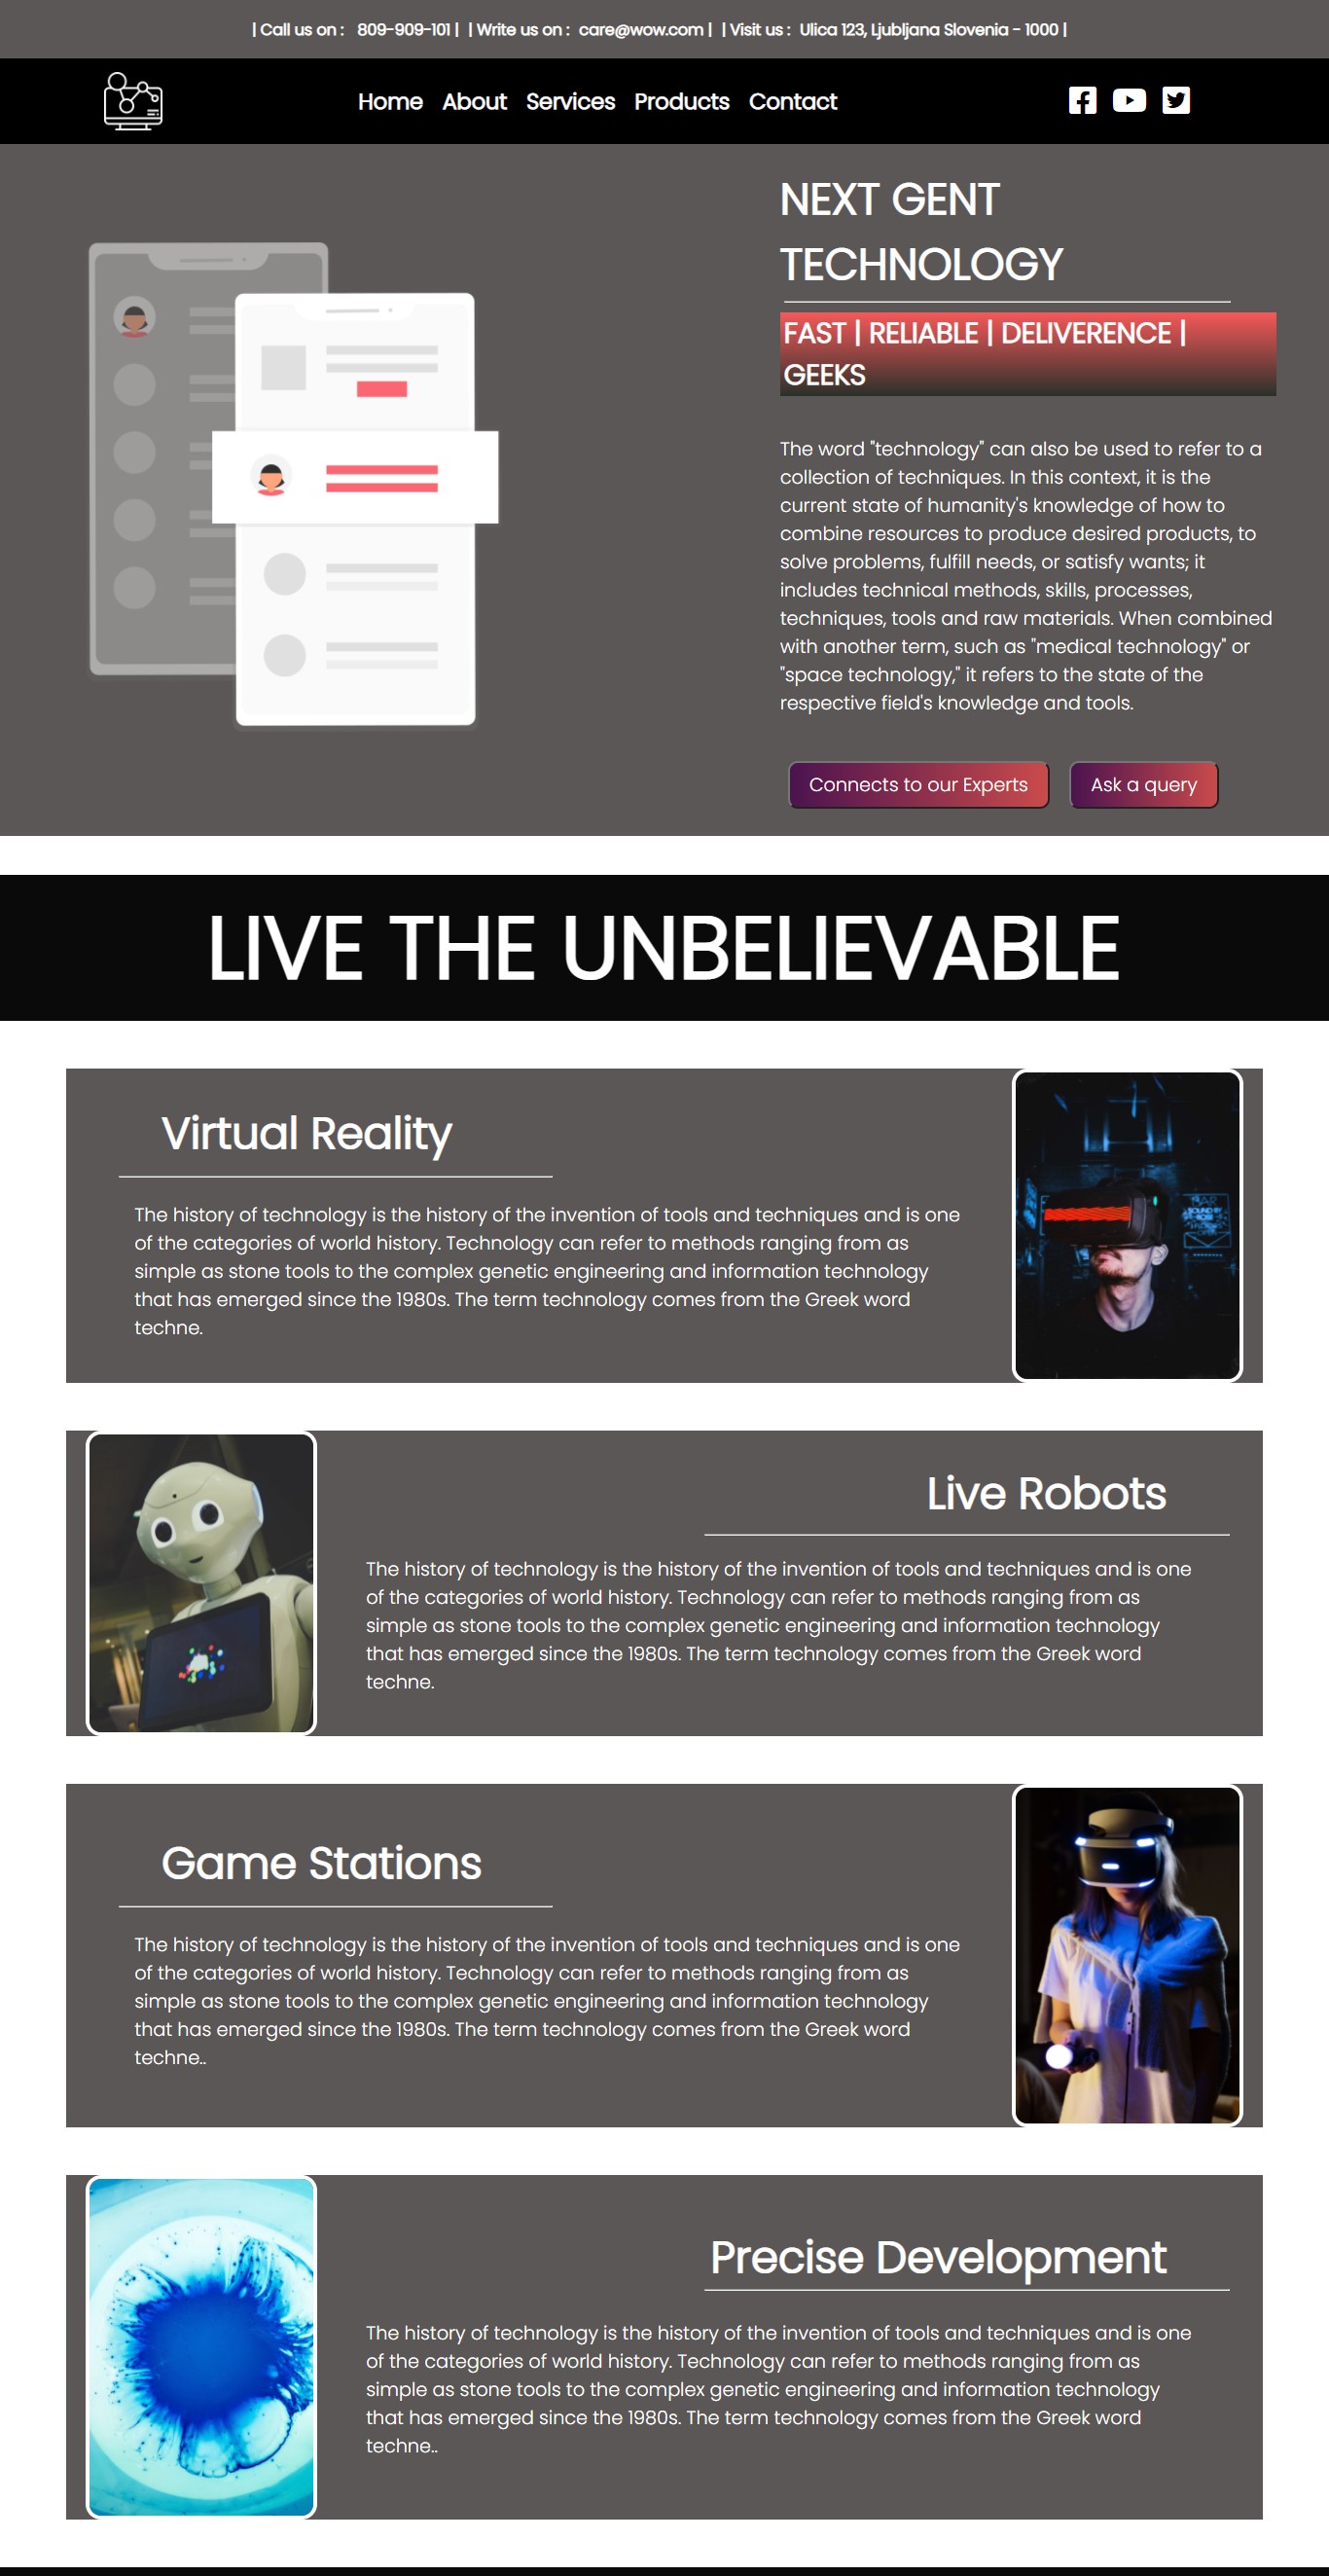 | Call us on : 809-909-101 | | Write us on : care@wow.com | | Visit us : Ulica 123, Ljubljana Slovenia - 1000 |
Home About Services Products Contact
NEXT GENT
TECHNOLOGY
FAST | RELIABLE | DELIVERENCE |
GEEKS
The word "technology" can also be used to refer to a
collection of techniques. In this context, it is the
current state of humanity's knowledge of how to
combine resources to produce desired products, to
solve problems, fulfill needs, or satisfy wants; it
includes technical methods, skills, processes,
techniques, tools and raw materials. When combined
with another term, such as "medical technology" or
"space technology," it refers to the state of the
respective field's knowledge and tools.
Connects to our Experts Ask a query
LIVE THE UNBELIEVABLE
Virtual Reality
The history of technology is the history of the invention of tools and techniques and is one
of the categories of world history. Technology can refer to methods ranging from as
simple as stone tools to the complex genetic engineering and information technology
that has emerged since the 1980s. The term technology comes from the Greek word
techne.
Live Robots
The history of technology is the history of the invention of tools and techniques and is one
of the categories of world history. Technology can refer to methods ranging from as
simple as stone tools to the complex genetic engineering and information technology
that has emerged since the 1980s. The term technology comes from the Greek word
techne.
Game Stations
The history of technology is the history of the invention of tools and techniques and is one
of the categories of world history. Technology can refer to methods ranging from as
simple as stone tools to the complex genetic engineering and information technology
that has emerged since the 1980s. The term technology comes from the Greek word
techne..
Precise Development
The history of technology is the history of the invention of tools and techniques and is one
of the categories of world history. Technology can refer to methods ranging from as
simple as stone tools to the complex genetic engineering and information technology
that has emerged since the 1980s. The term technology comes from the Greek word
techne..